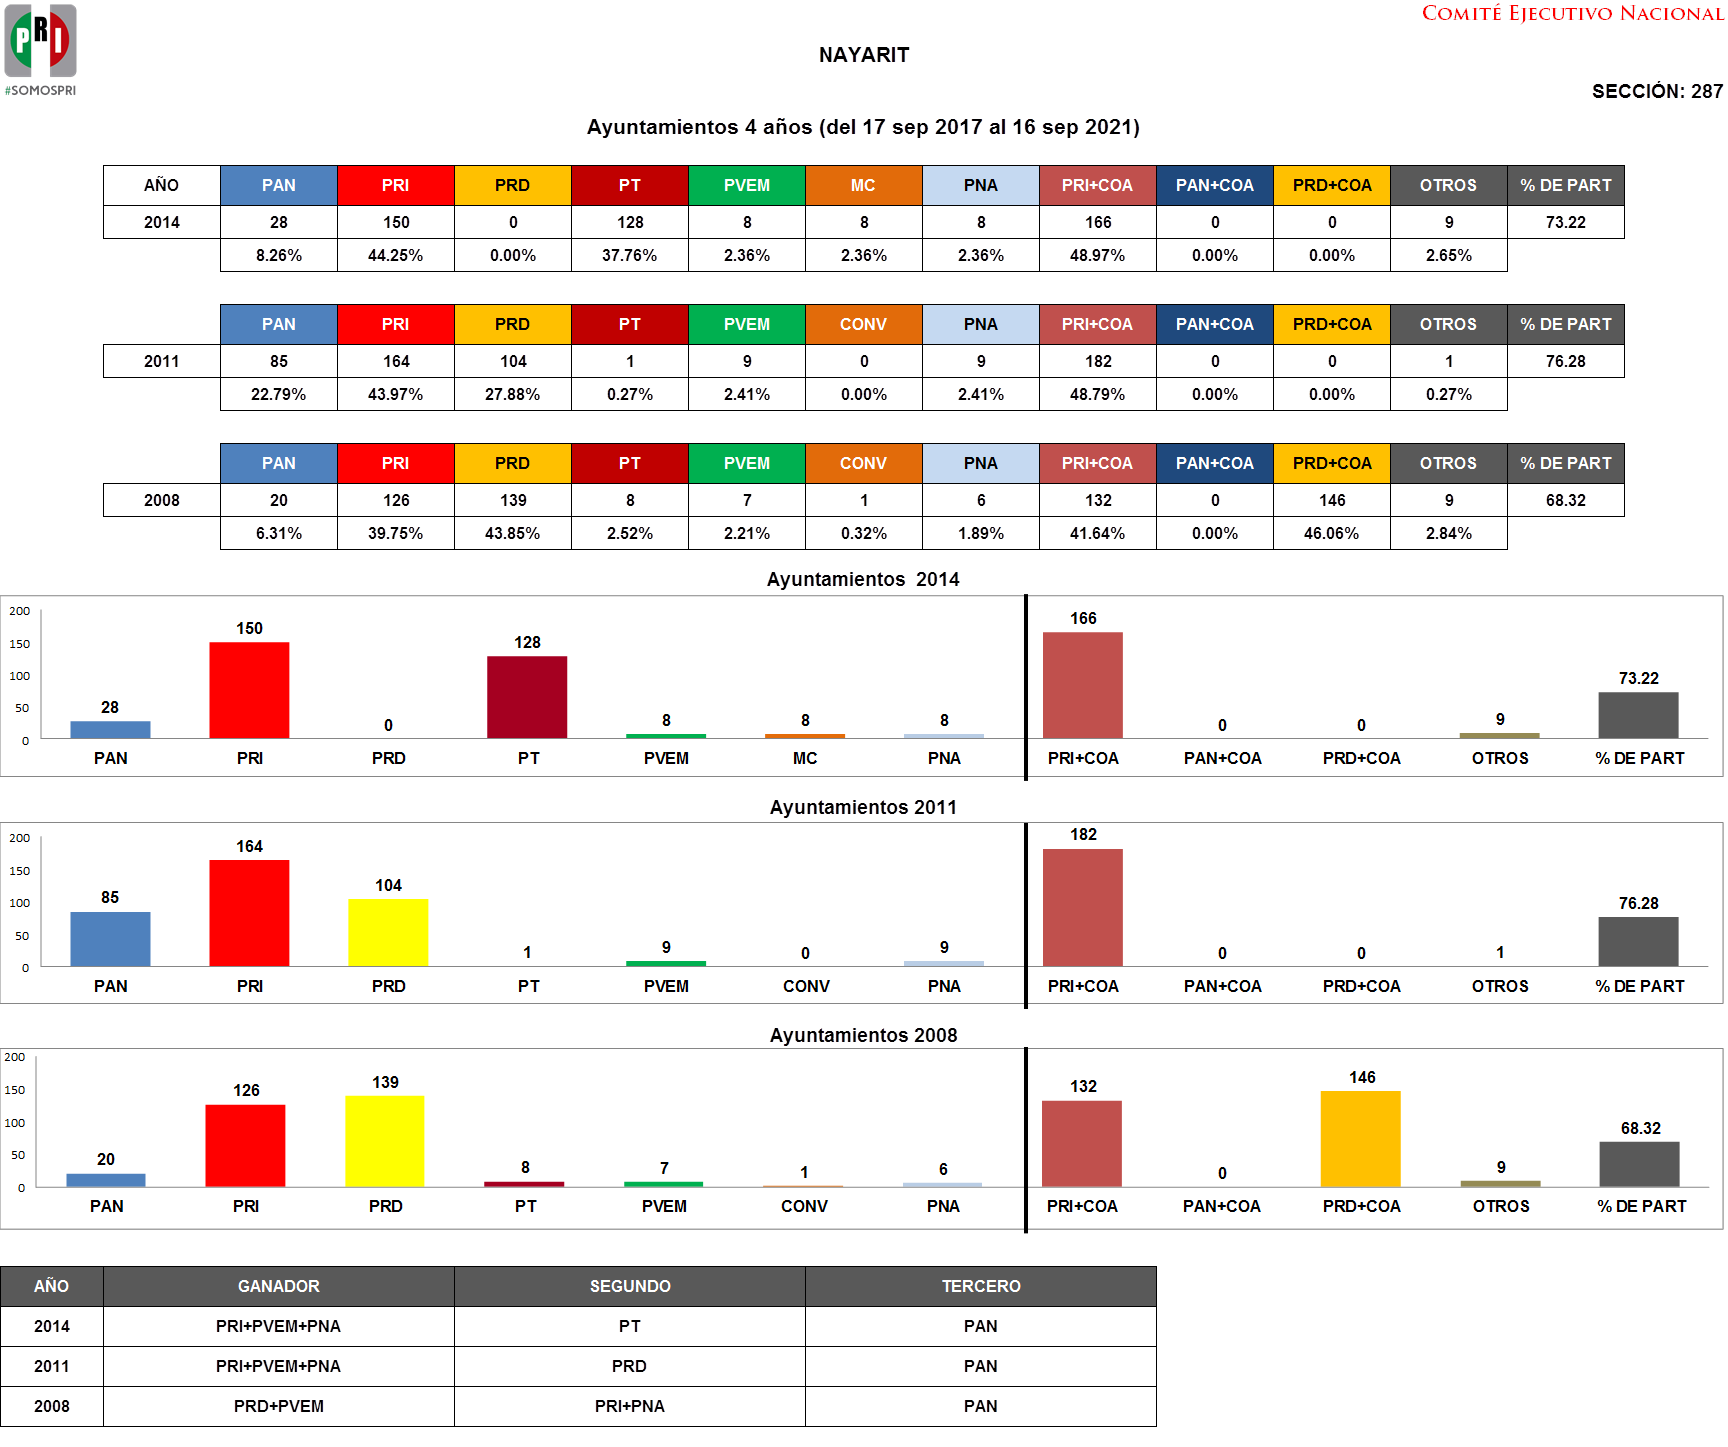 PRI
#SOMOSPRI
COMITÉ EJECUTIVO NACIONAL
NAYARIT
SECCIÓN: 287
Ayuntamientos 4 años (del 17 sep 2017 al 16 sep 2021)
AÑO PAN PRI PRD PT PVEM MC PNA PRI+COA PAN+COA PRD+COA OTROS % DE PART
2014 28 150 0 128 8 8 8 166 0 0 9 73.22
8.26% 44.25% 0.00% 37.76% 2.36% 2.36% 2.36% 48.97% 0.00% 0.00% 2.65%
PAN PRI PRD PT PVEM CONV PNA PRI+COA PAN+COA PRD+COA OTROS % DE PART
2011 85 164 104 1 9 0 9 182 0 0 1 76.28
22.79% 43.97% 27.88% 0.27% 2.41% 0.00% 2.41% 48.79% 0.00% 0.00% 0.27%
PAN PRI PRD PT PVEM CONV PNA PRI+COA PAN+COA PRD+COA OTROS % DE PART
2008 20 126 139 8 7 1 6 132 0 146 9 68.32
6.31% 39.75% 43.85% 2.52% 2.21% 0.32% 1.89% 41.64% 0.00% 46.06% 2.84%
Ayuntamientos 2014
200
150
100
50
0
28 150 0 128 8 8 8 166 0 0 9 73.22
PAN PRI PRD PT PVEM MC PNA PRI+COA PAN+COA PRD+COA OTROS % DE PART
Ayuntamientos 2011
200
150
100
50
0
85 164 104 1 9 0 9 182 0 0 1 76.28
PAN PRI PRD PT PVEM CONV PNA PRI+COA PAN+COA PRD+COA OTROS % DE PART
Ayuntamientos 2008
200
150
100
50
0
20 126 139 8 7 1 6 132 0 146 9 68.32
PAN PRI PRD PT PVEM CONV PNA PRI+COA PAN+COA PRD+COA OTROS % DE PART
AÑO GANADOR SEGUNDO TERCERO
2014 PRI+PVEM+PNA PT PAN
2011 PRI+PVEM+PNA PRD PAN
2008 PRD+PVEM PRI+PNA PAN